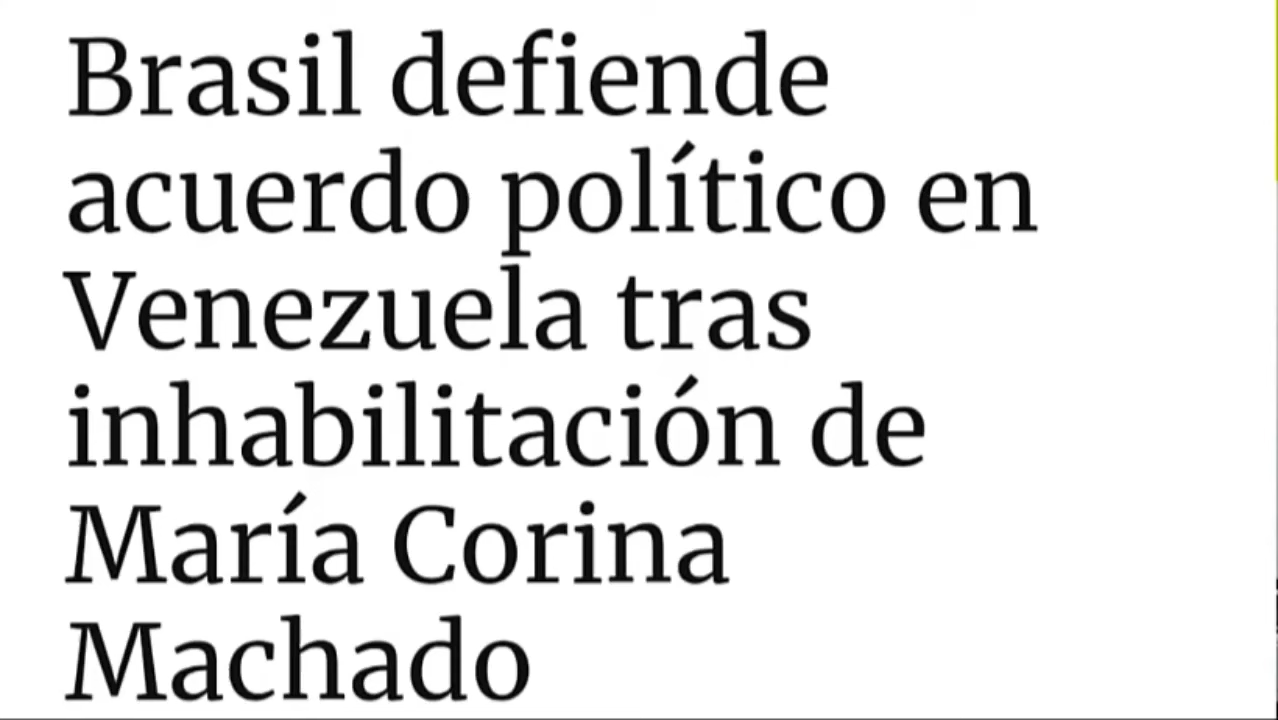 Brasil defiende
acuerdo político en
Venezuela tras
inhabilitación de
María Corina
Machado